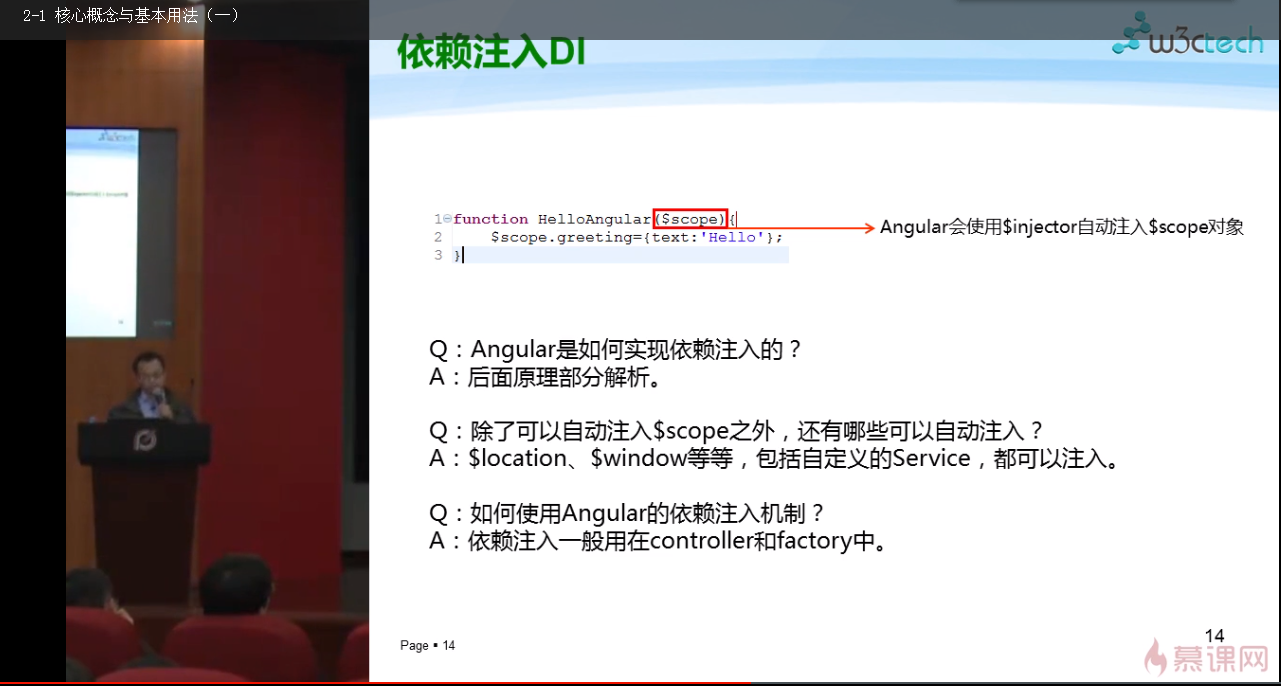 2-1 核心概念与基本用法（一）
依赖注入DI
w3ctech
1 function HelloAngular($scope){
2 $scope.greeting={text:'Hello'};
3 }
Angular会使用$injector自动注入$scope对象
Q：Angular是如何实现依赖注入的？
A：后面原理部分解析。
Q：除了可以自动注入$scope之外，还有哪些可以自动注入？
A：$location、$window等等，包括自定义的Service，都可以注入。
Q：如何使用Angular的依赖注入机制？
A：依赖注入一般用在controller和factory中。
Page ▪ 14
14
慕课网